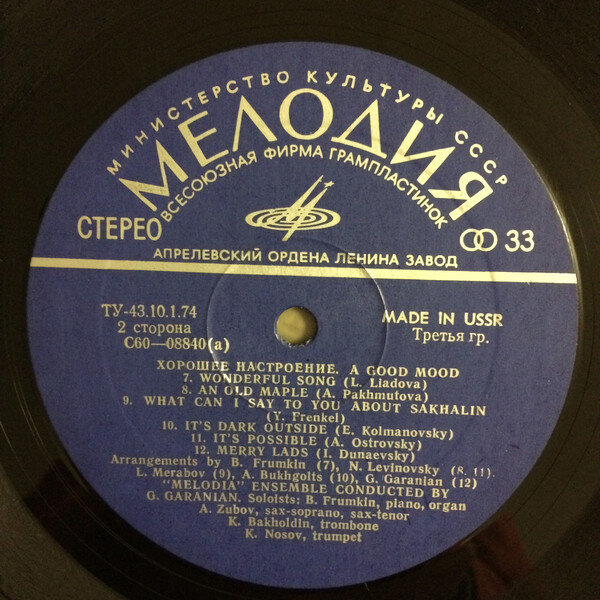 МИНИСТЕРСТВО КУЛЬТУРЫ СССР
МЕЛОДИЯ
ВСЕСОЮЗНАЯ ФИРМА ГРАМПЛАСТИНОК
СТЕРЕО
33
АПРЕЛЕВСКИЙ ОРДЕНА ЛЕНИНА ЗАВОД
ТУ-43.10.1.74
MADE IN USSR
2 сторона
Третья гр.
С60—08840(а)
ХОРОШЕЕ НАСТРОЕНИЕ. A GOOD MOOD
7. WONDERFUL SONG (L. Lladova)
8. AN OLD MAPLE (A. Pakhmutova)
9. WHAT CAN I SAY TO YOU ABOUT SAKHALIN
(Y. Frenkel)
10. IT'S DARK OUTSIDE (E. Kolmanovsky)
11. IT'S POSSIBLE (A. Ostrovsky)
12. MERRY LADS (I. Dunaevsky)
Arrangements by B. Frumkin (7), N. Levinovsky (8. 11).
L. Merabov (9), A. Bukhgolts (10), G. Garanian (12)
"MELODIA" ENSEMBLE CONDUCTED BY
G. GARANIAN. Soloists: B. Frumkin, piano, organ
A. Zubov, sax-soprano, sax-tenor
K. Bakholdin, trombone
K. Nosov, trumpet